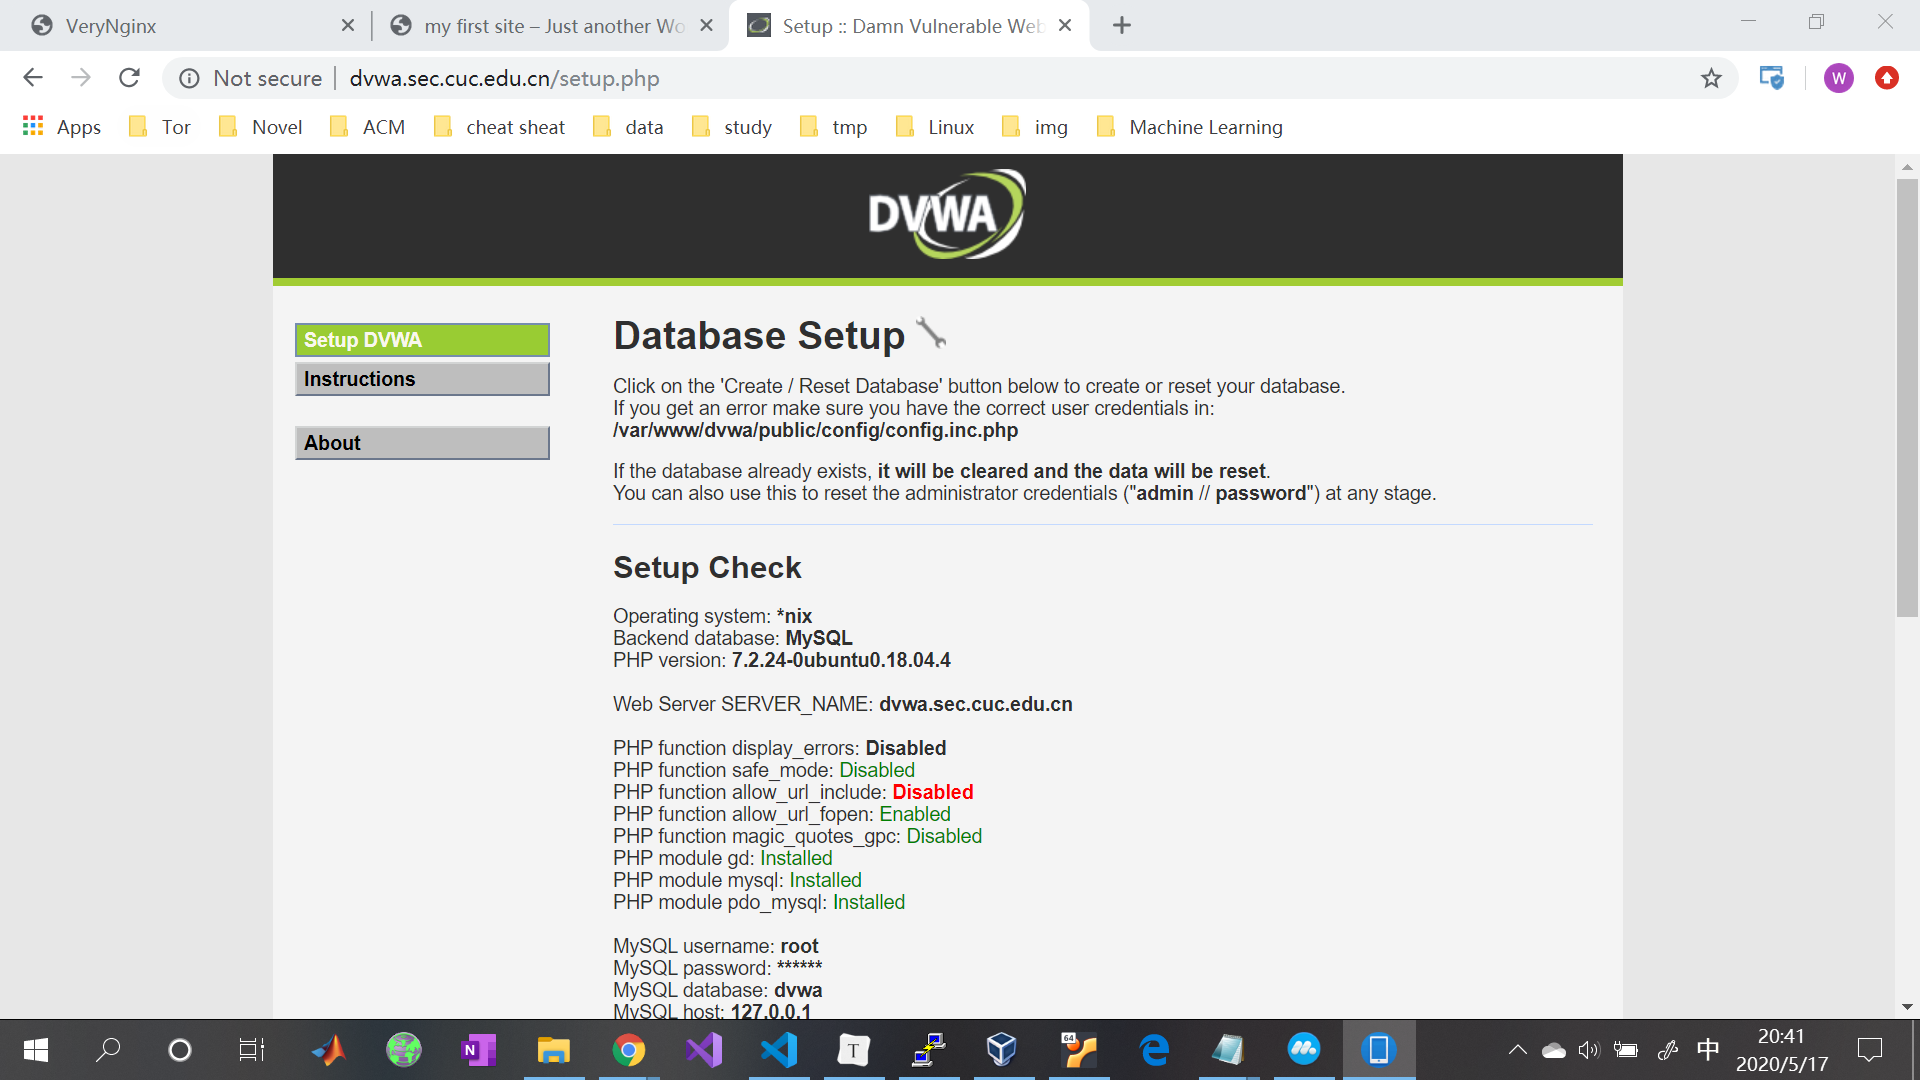 VeryNginx
my first site – Just another Wo
Setup :: Damn Vulnerable Web
Not secure | dvwa.sec.cuc.edu.cn/setup.php
W
Apps Tor Novel ACM cheat sheat data study tmp Linux img Machine Learning
DVWA
Setup DVWA
Instructions
About
Database Setup
Click on the 'Create / Reset Database' button below to create or reset your database.
If you get an error make sure you have the correct user credentials in:
/var/www/dvwa/public/config/config.inc.php
If the database already exists, it will be cleared and the data will be reset.
You can also use this to reset the administrator credentials ("admin // password") at any stage.
Setup Check
Operating system: *nix
Backend database: MySQL
PHP version: 7.2.24-0ubuntu0.18.04.4
Web Server SERVER_NAME: dvwa.sec.cuc.edu.cn
PHP function display_errors: Disabled
PHP function safe_mode: Disabled
PHP function allow_url_include: Disabled
PHP function allow_url_fopen: Enabled
PHP function magic_quotes_gpc: Disabled
PHP module gd: Installed
PHP module mysql: Installed
PHP module pdo_mysql: Installed
MySQL username: root
MySQL password: ******
MySQL database: dvwa
MySQL host: 127.0.0.1
N
T
64
中
20:41
2020/5/17